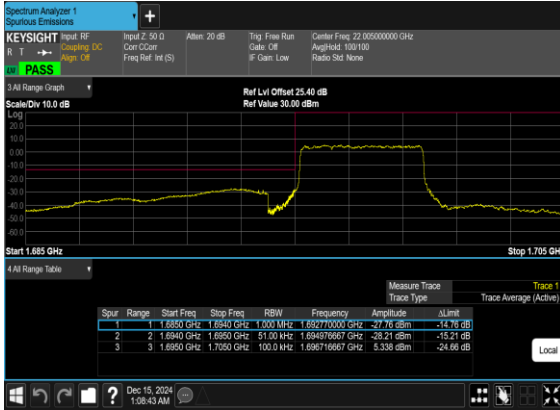 Spectrum Analyzer 1
Spurious Emissions
+
KEYSIGHT Input: RF Input Z: 50 Ω Atten: 20 dB Trig: Free Run Center Freq: 22.005000000 GHz
R T Coupling: DC Corr CCorr Gate: Off Avg|Hold: 100/100
Align: Off Freq Ref: Int (S) IF Gain: Low Radio Std: None
PASS
3 All Range Graph Ref Lvl Offset 25.40 dB
Scale/Div 10.0 dB Ref Value 30.00 dBm
Log
20.0
10.0
0.00
-10.0
-20.0
-30.0
-40.0
-50.0
-60.0
Start 1.685 GHz Stop 1.705 GH
4 All Range Table
Measure Trace Trace 1
Trace Type Trace Average (Active)
Spur Range Start Freq Stop Freq RBW Frequency Amplitude ΔLimit
1 1 1.6850 GHz 1.6940 GHz 1.000 MHz 1.692770000 GHz -27.76 dBm -14.76 dB
2 2 1.6940 GHz 1.6950 GHz 51.00 kHz 1.694976667 GHz -28.21 dBm -15.21 dB
3 3 1.6950 GHz 1.7050 GHz 100.0 kHz 1.696716667 GHz 5.338 dBm -24.66 dB
Local
? Dec 15, 2024
1:08:43 AM